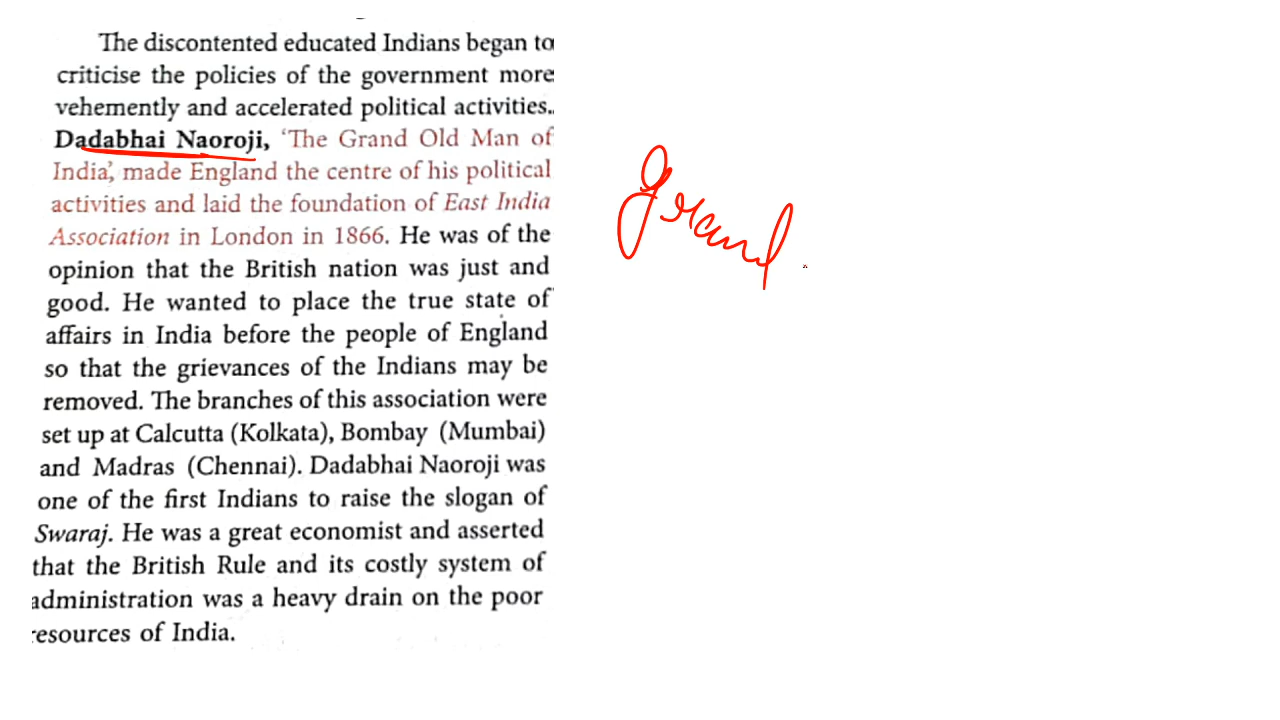 The discontented educated Indians began to
criticise the policies of the government more
vehemently and accelerated political activities.
Dadabhai Naoroji, 'The Grand Old Man of
India', made England the centre of his political
activities and laid the foundation of East India
Association in London in 1866. He was of the
opinion that the British nation was just and
good. He wanted to place the true state of
affairs in India before the people of England
so that the grievances of the Indians may be
removed. The branches of this association were
set up at Calcutta (Kolkata), Bombay (Mumbai)
and Madras (Chennai). Dadabhai Naoroji was
one of the first Indians to raise the slogan of
Swaraj. He was a great economist and asserted
that the British Rule and its costly system of
administration was a heavy drain on the poor
resources of India.
Grand